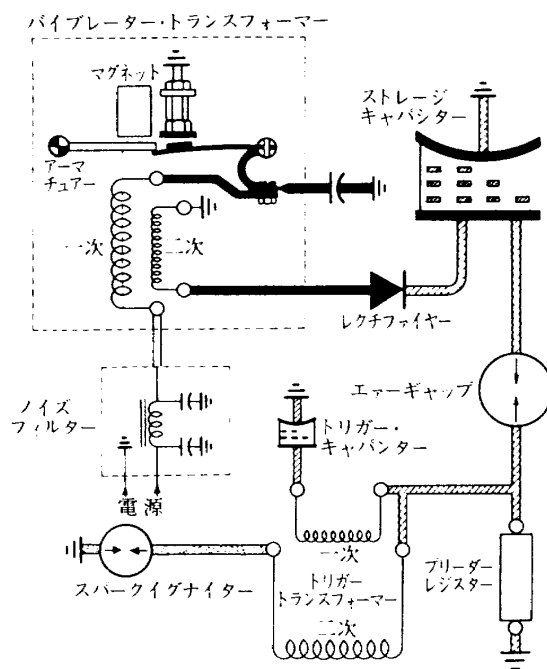 バイブレーター・トランスフォーマー
マグネット
アーマ
チュアー
一次
二次
ストレージ
キャパシター
レクチファイヤー
エアーギャップ
ノイズ
フィルター
電源
トリガー・
キャパシター
一次
トリガー
トランスフォーマー
二次
スパークイグナイター
ブリーダー
レジスター